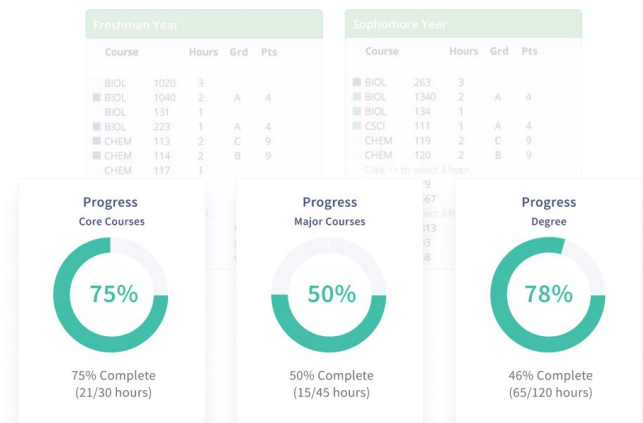 Freshman Year
Course Hours Grd Pts
BIOL 1020 3
BIOL 1040 2 A 4
BIOL 131 1
BIOL 223 1 A 4
CHEM 113 2 C 9
CHEM 114 2 B 9
CHEM 117 1
Sophomore Year
Course Hours Grd Pts
BIOL 263 3
BIOL 1340 2 A 4
BIOL 134 1
CSCI 111 1 A 4
CHEM 119 2 C 9
CHEM 120 2 B 9
Click >> to select 3 hour.
Progress
Core Courses
75%
75% Complete
(21/30 hours)
Progress
Major Courses
50%
50% Complete
(15/45 hours)
Progress
Degree
78%
46% Complete
(65/120 hours)